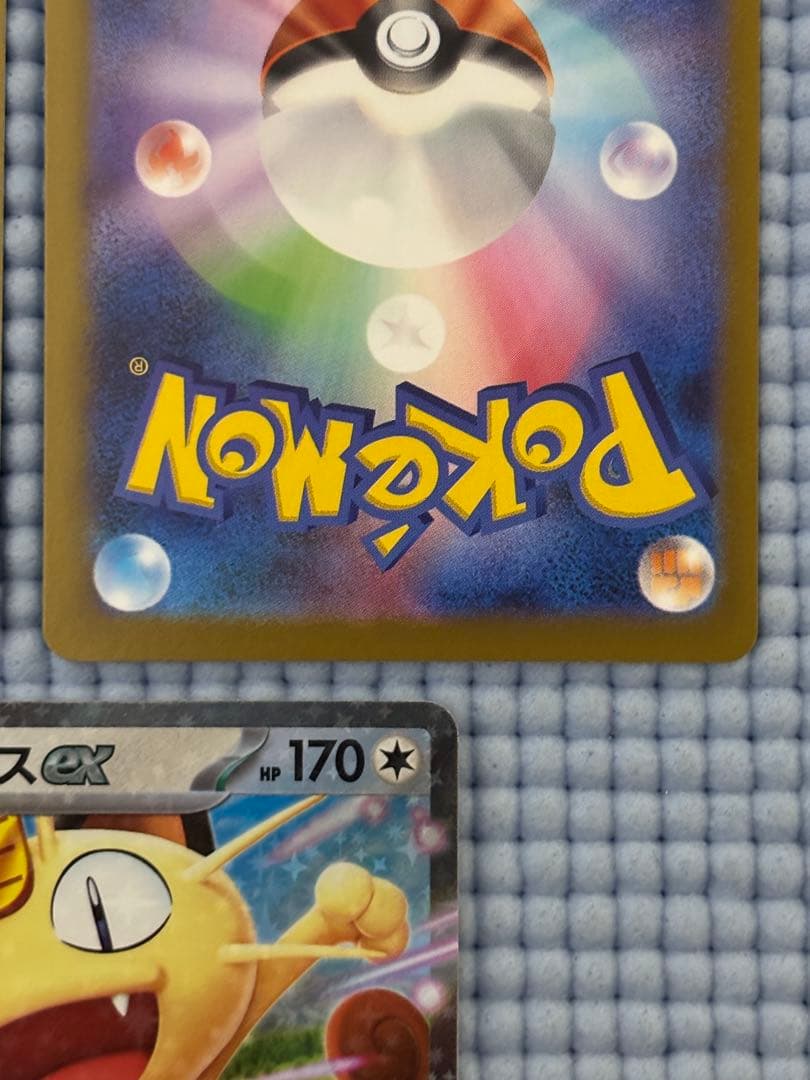 Pokémon ®
スex HP 170